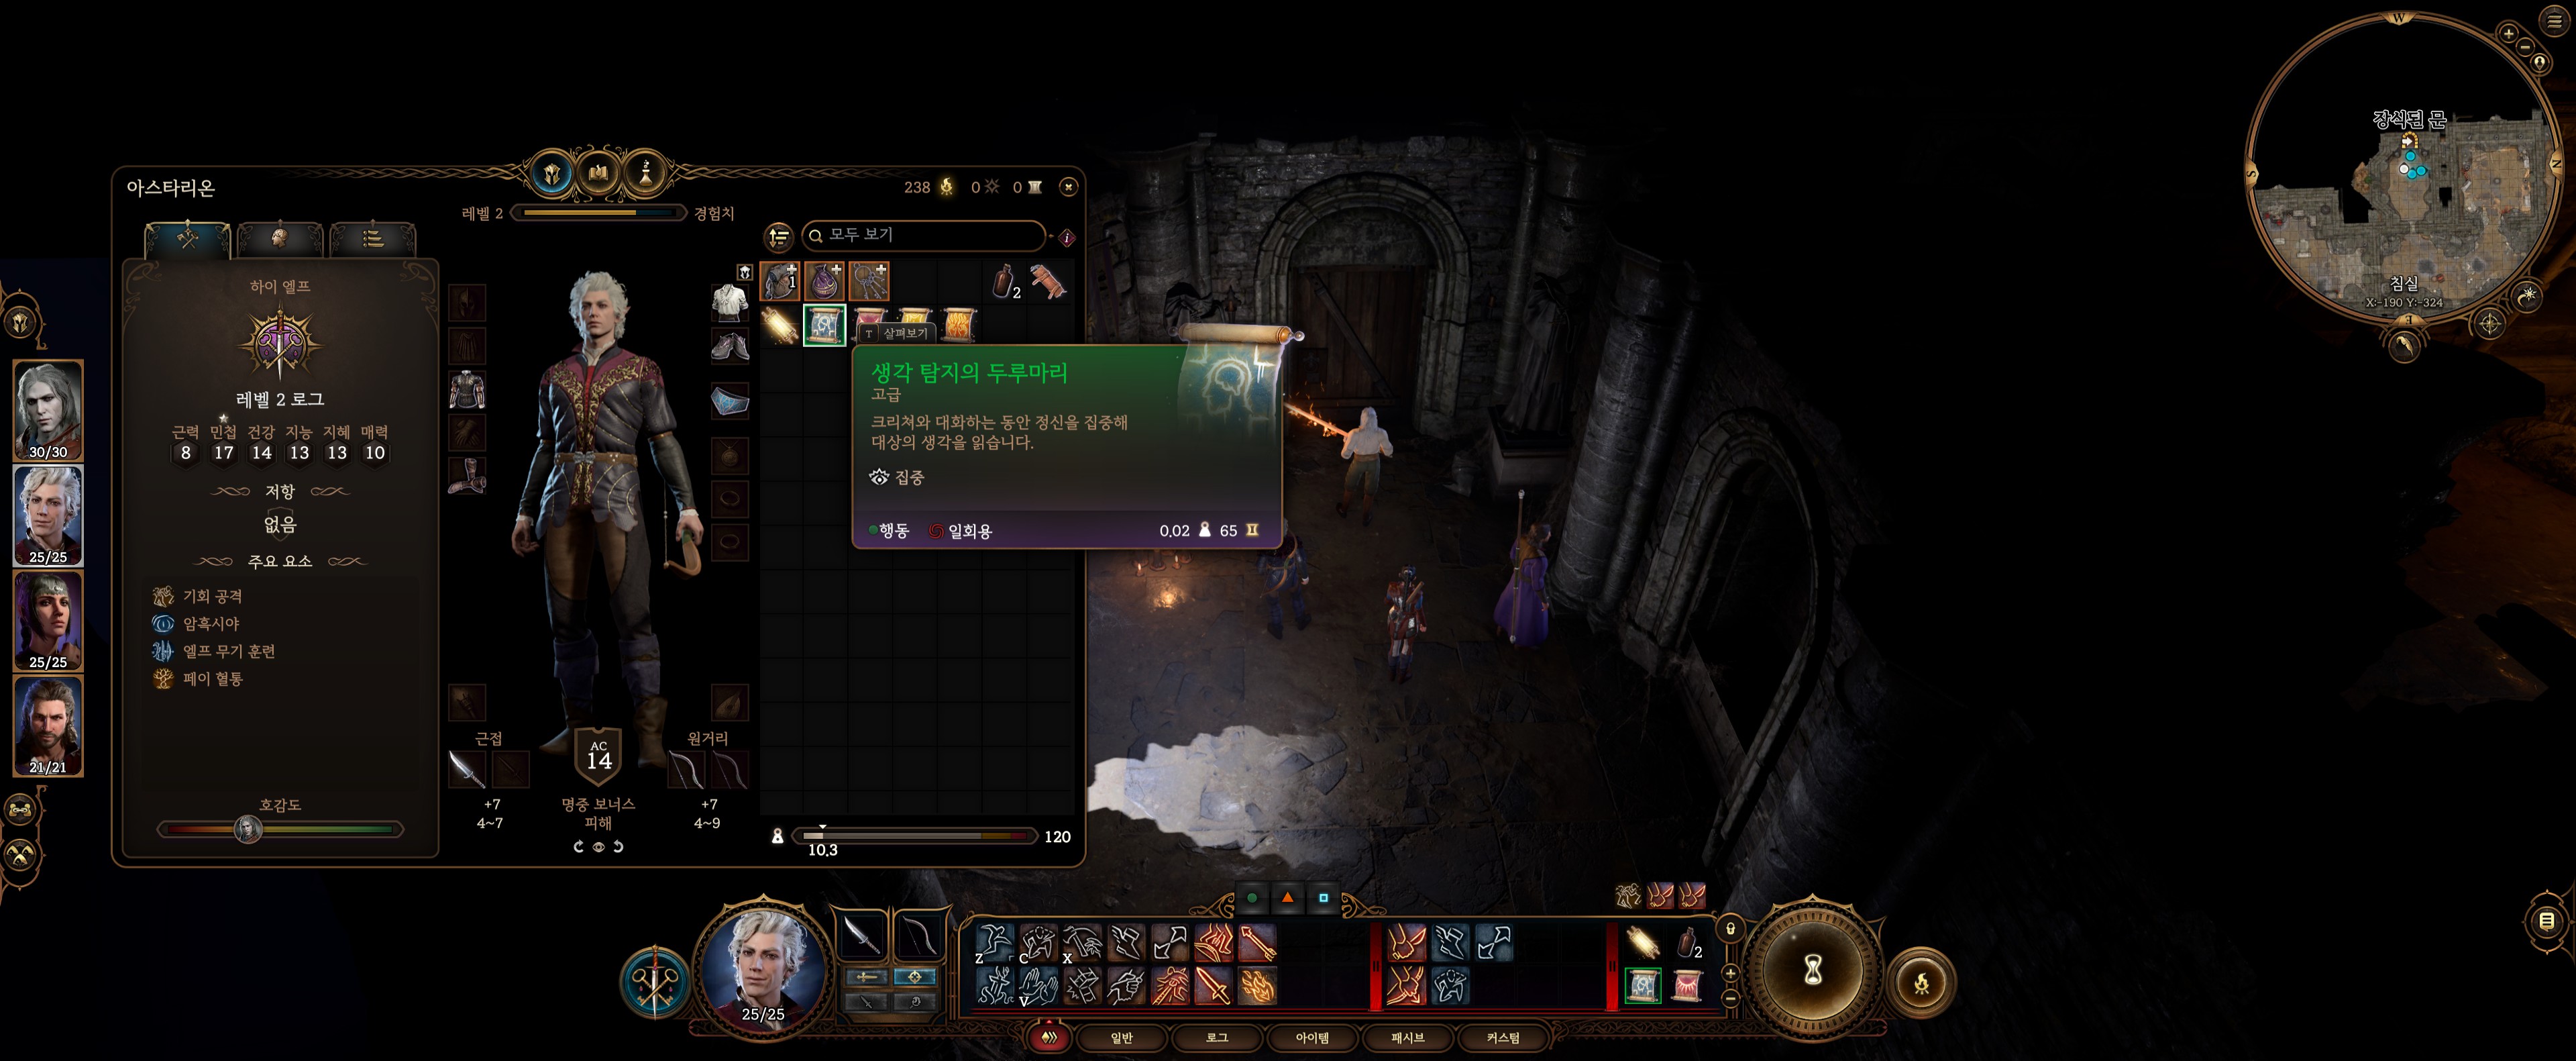 아스타리온
238
0
0
레벨 2
경험치
모두 보기
하이 엘프
레벨 2 로그
근력 민첩 건강 지능 지혜 매력
8 17 14 13 13 10
저항
없음
주요 요소
기회 공격
암흑시야
엘프 무기 훈련
페이 혈통
호감도
30/30
25/25
25/25
21/21
1
2
T 살펴보기
생각 탐지의 두루마리
고급
크리쳐와 대화하는 동안 정신을 집중해
대상의 생각을 읽습니다.
집중
행동 일회용 0.02 65
근접
AC
14
원거리
+7
4~7
명중 보너스
피해
+7
4~9
10.3
120
W
N
S
E
장식된 문
침실
X:-190 Y:-324
Z C X
V
2
25/25
일반 로그 아이템 패시브 커스텀